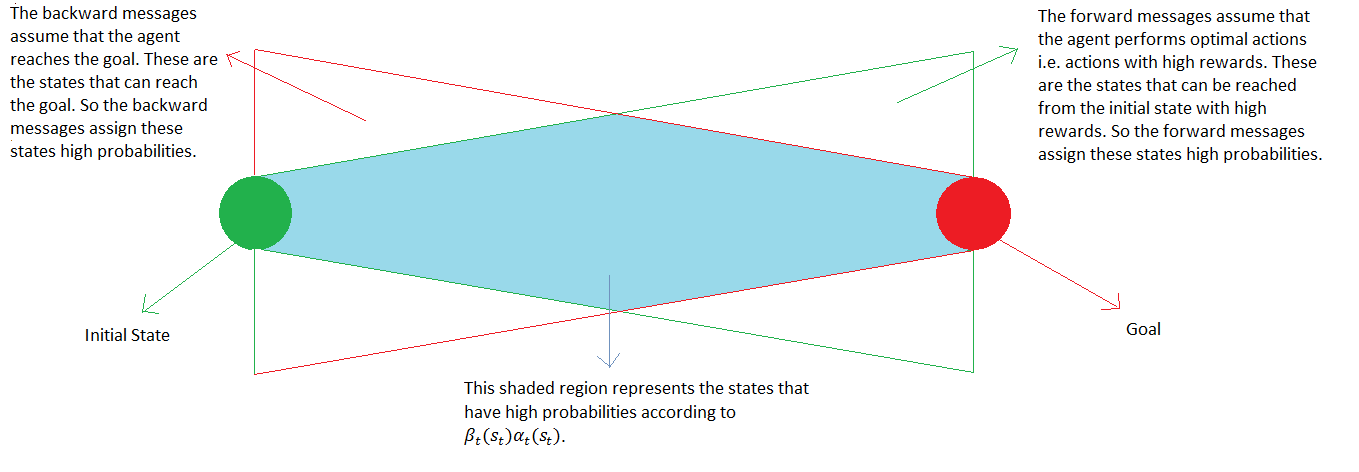 The backward messages
assume that the agent
reaches the goal. These are
the states that can reach
the goal. So the backward
messages assign these
states high probabilities.
The forward messages assume that
the agent performs optimal actions
i.e. actions with high rewards. These
are the states that can be reached
from the initial state with high
rewards. So the forward messages
assign these states high probabilities.
Initial State
Goal
This shaded region represents the states that
have high probabilities according to
𝛽ₜ(𝑠ₜ)𝛼ₜ(𝑠ₜ).